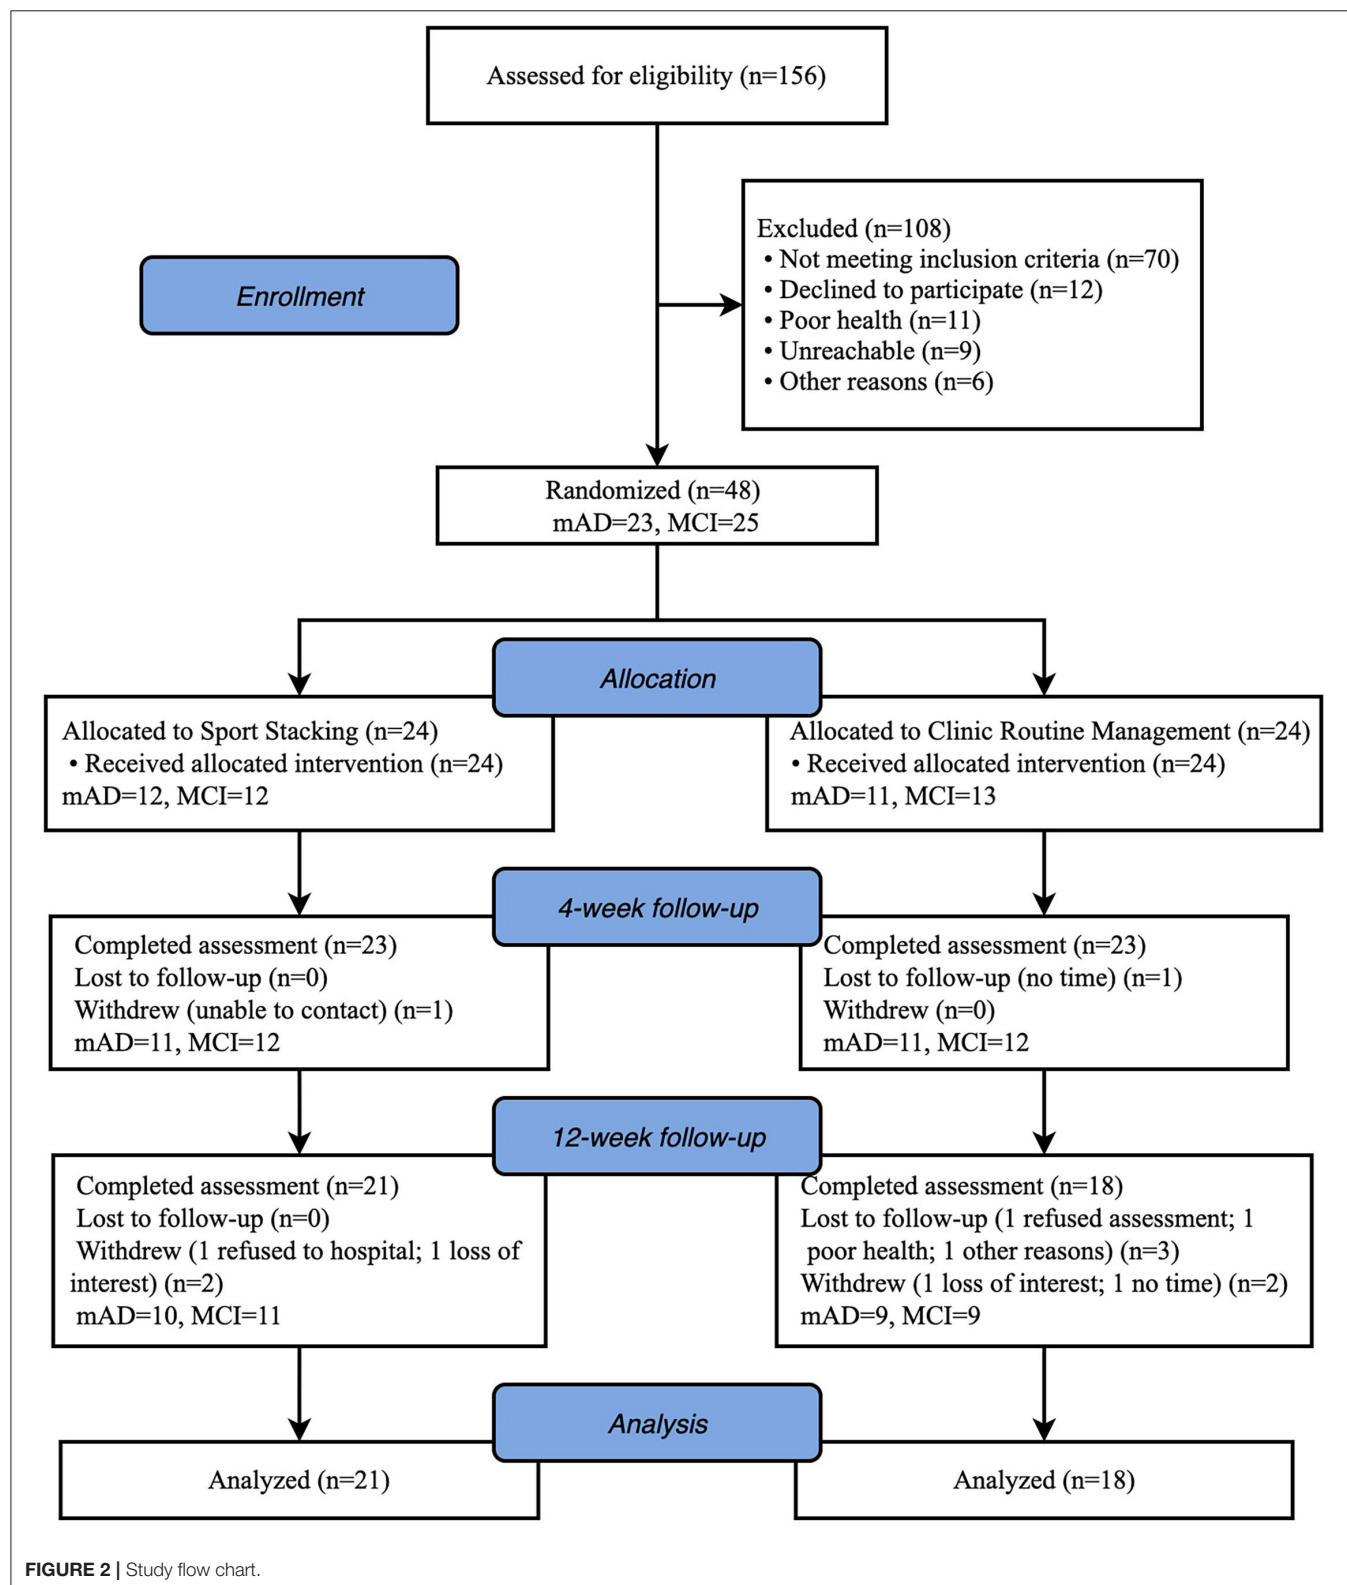 Assessed for eligibility (n=156)
Excluded (n=108)
• Not meeting inclusion criteria (n=70)
• Declined to participate (n=12)
• Poor health (n=11)
• Unreachable (n=9)
• Other reasons (n=6)
Enrollment
Randomized (n=48)
mAD=23, MCI=25
Allocation
Allocated to Sport Stacking (n=24)
• Received allocated intervention (n=24)
mAD=12, MCI=12
Allocated to Clinic Routine Management (n=24)
• Received allocated intervention (n=24)
mAD=11, MCI=13
4-week follow-up
Completed assessment (n=23)
Lost to follow-up (n=0)
Withdrew (unable to contact) (n=1)
mAD=11, MCI=12
Completed assessment (n=23)
Lost to follow-up (no time) (n=1)
Withdrew (n=0)
mAD=11, MCI=12
12-week follow-up
Completed assessment (n=21)
Lost to follow-up (n=0)
Withdrew (1 refused to hospital; 1 loss of
interest) (n=2)
mAD=10, MCI=11
Completed assessment (n=18)
Lost to follow-up (1 refused assessment; 1
poor health; 1 other reasons) (n=3)
Withdrew (1 loss of interest; 1 no time) (n=2)
mAD=9, MCI=9
Analysis
Analyzed (n=21)
Analyzed (n=18)
FIGURE 2 | Study flow chart.